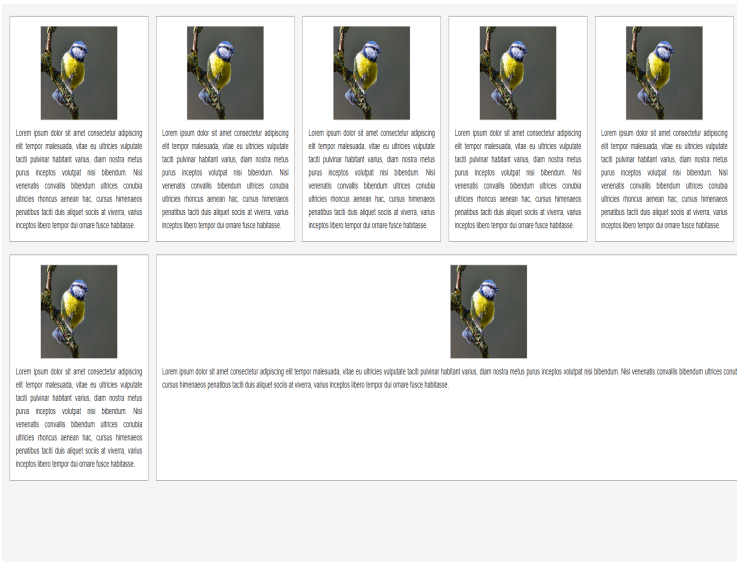 Lorem ipsum dolor sit amet consectetur adipiscing
elit tempor malesuada, vitae eu ultricies vulputate
taciti pulvinar habitant varius, diam nostra metus
purus inceptos volutpat nisi bibendum. Nisl
venenatis convallis bibendum ultrices conubia
ultricies rhoncus aenean hac, cursus himenaeos
penatibus taciti duis aliquet sociis at viverra, varius
inceptos libero tempor dui ornare fusce habitasse.
Lorem ipsum dolor sit amet consectetur adipiscing
elit tempor malesuada, vitae eu ultricies vulputate
taciti pulvinar habitant varius, diam nostra metus
purus inceptos volutpat nisi bibendum. Nisl
venenatis convallis bibendum ultrices conubia
ultricies rhoncus aenean hac, cursus himenaeos
penatibus taciti duis aliquet sociis at viverra, varius
inceptos libero tempor dui ornare fusce habitasse.
Lorem ipsum dolor sit amet consectetur adipiscing
elit tempor malesuada, vitae eu ultricies vulputate
taciti pulvinar habitant varius, diam nostra metus
purus inceptos volutpat nisi bibendum. Nisl
venenatis convallis bibendum ultrices conubia
ultricies rhoncus aenean hac, cursus himenaeos
penatibus taciti duis aliquet sociis at viverra, varius
inceptos libero tempor dui ornare fusce habitasse.
Lorem ipsum dolor sit amet consectetur adipiscing
elit tempor malesuada, vitae eu ultricies vulputate
taciti pulvinar habitant varius, diam nostra metus
purus inceptos volutpat nisi bibendum. Nisl
venenatis convallis bibendum ultrices conubia
ultricies rhoncus aenean hac, cursus himenaeos
penatibus taciti duis aliquet sociis at viverra, varius
inceptos libero tempor dui ornare fusce habitasse.
Lorem ipsum dolor sit amet consectetur adipiscing
elit tempor malesuada, vitae eu ultricies vulputate
taciti pulvinar habitant varius, diam nostra metus
purus inceptos volutpat nisi bibendum. Nisl
venenatis convallis bibendum ultrices conubia
ultricies rhoncus aenean hac, cursus himenaeos
penatibus taciti duis aliquet sociis at viverra, varius
inceptos libero tempor dui ornare fusce habitasse.
Lorem ipsum dolor sit amet consectetur adipiscing
elit tempor malesuada, vitae eu ultricies vulputate
taciti pulvinar habitant varius, diam nostra metus
purus inceptos volutpat nisi bibendum. Nisl
venenatis convallis bibendum ultrices conubia
ultricies rhoncus aenean hac, cursus himenaeos
penatibus taciti duis aliquet sociis at viverra, varius
inceptos libero tempor dui ornare fusce habitasse.
Lorem ipsum dolor sit amet consectetur adipiscing elit tempor malesuada, vitae eu ultricies vulputate taciti pulvinar habitant varius, diam nostra metus purus inceptos volutpat nisi bibendum. Nisl venenatis convallis bibendum ultrices
cursus himenaeos penatibus taciti duis aliquet sociis at viverra, varius inceptos libero tempor dui ornare fusce habitasse.